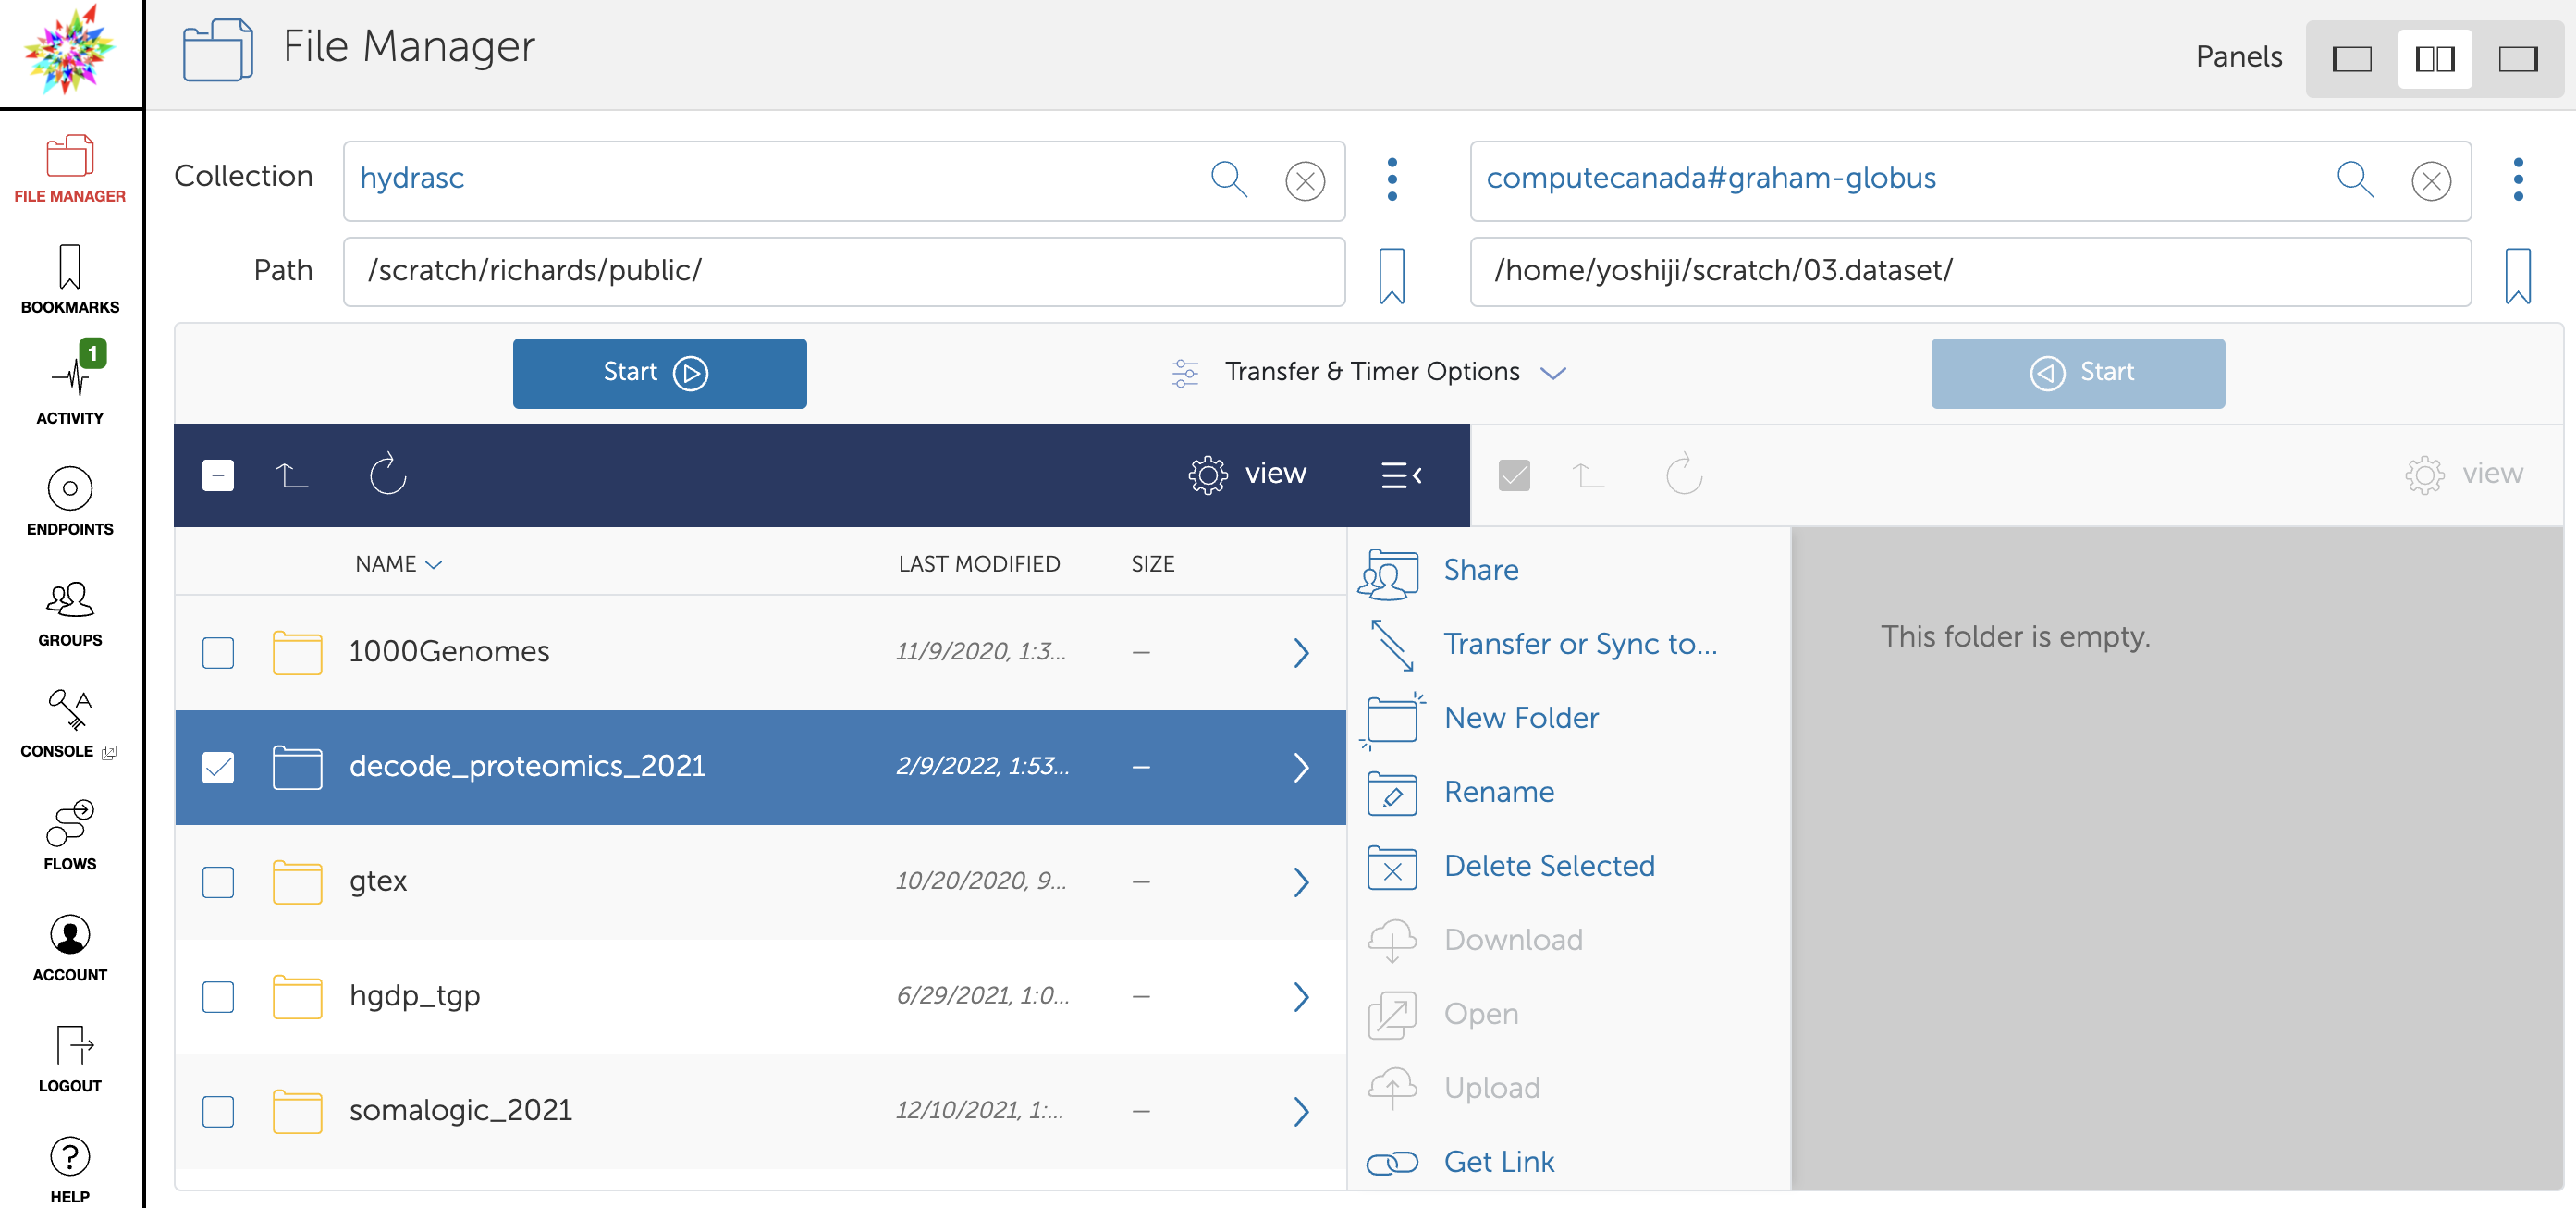 File Manager
Panels
FILE MANAGER
BOOKMARKS
1
ACTIVITY
ENDPOINTS
GROUPS
A
CONSOLE
FLOWS
ACCOUNT
LOGOUT
?
HELP
Collection
hydrasc
computecanada#graham-globus
Path
/scratch/richards/public/
/home/yoshiji/scratch/03.dataset/
Start
Transfer & Timer Options
Start
view
view
NAME
LAST MODIFIED
SIZE
1000Genomes
11/9/2020, 1:3...
—
decode_proteomics_2021
2/9/2022, 1:53...
—
gtex
10/20/2020, 9...
—
hgdp_tgp
6/29/2021, 1:0...
—
somalogic_2021
12/10/2021, 1:...
—
Share
Transfer or Sync to...
New Folder
Rename
Delete Selected
Download
Open
Upload
Get Link
This folder is empty.